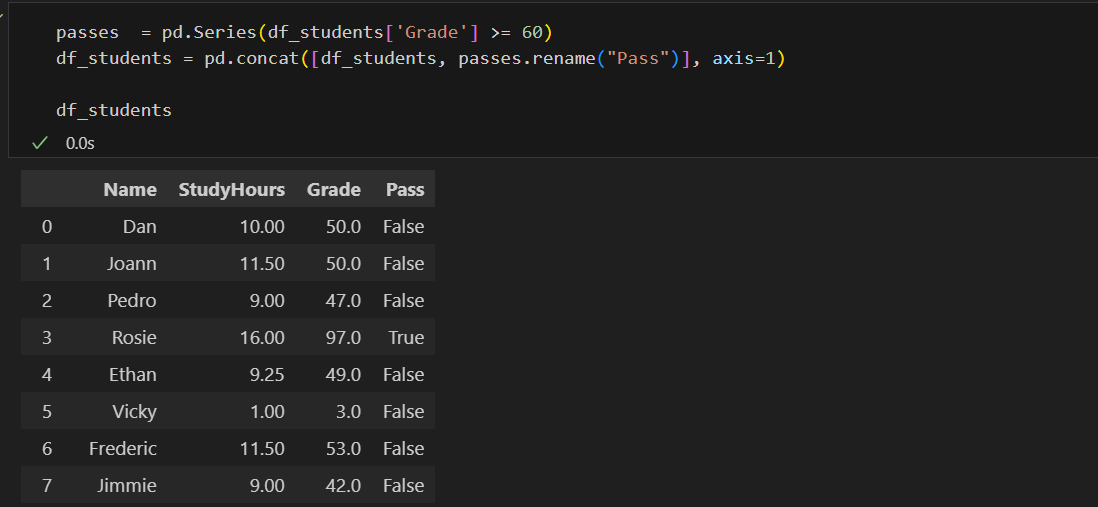 passes  = pd.Series(df_students['Grade'] >= 60)
df_students = pd.concat([df_students, passes.rename("Pass")], axis=1)
df_students
0.0s
Name StudyHours Grade Pass
0 Dan 10.00 50.0 False
1 Joann 11.50 50.0 False
2 Pedro 9.00 47.0 False
3 Rosie 16.00 97.0 True
4 Ethan 9.25 49.0 False
5 Vicky 1.00 3.0 False
6 Frederic 11.50 53.0 False
7 Jimmie 9.00 42.0 False